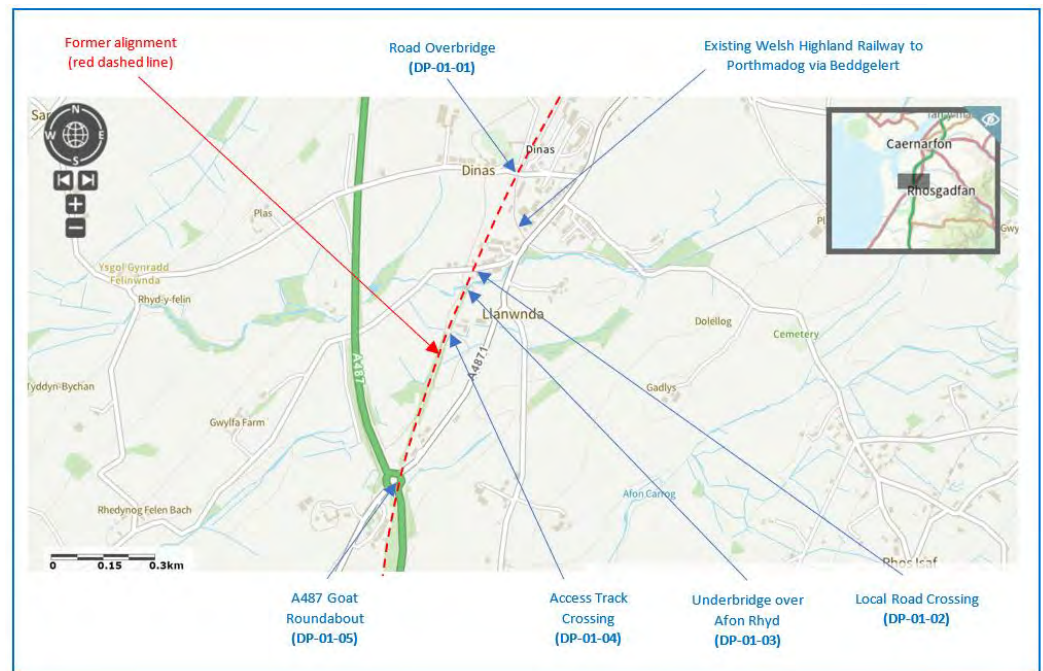 Former alignment
(red dashed line)
Road Overbridge
(DP-01-01)
Existing Welsh Highland Railway to
Porthmadog via Beddgelert
N
W
E
S
Dinas
Dinas
Plas
Ysgol Gynradd
Felinwnda
Rhyd-y-felin
Llanwnda
A487
A4871
Dolellog
Cemetery
Gadlys
Gwylfa Farm
Afon Carrog
Rhedynog Felen Bach
Rhos Isaf
Caernarfon
Rhosgadfan
0 0.15 0.3km
A487 Goat
Roundabout
(DP-01-05)
Access Track
Crossing
(DP-01-04)
Underbridge over
Afon Rhyd
(DP-01-03)
Local Road Crossing
(DP-01-02)